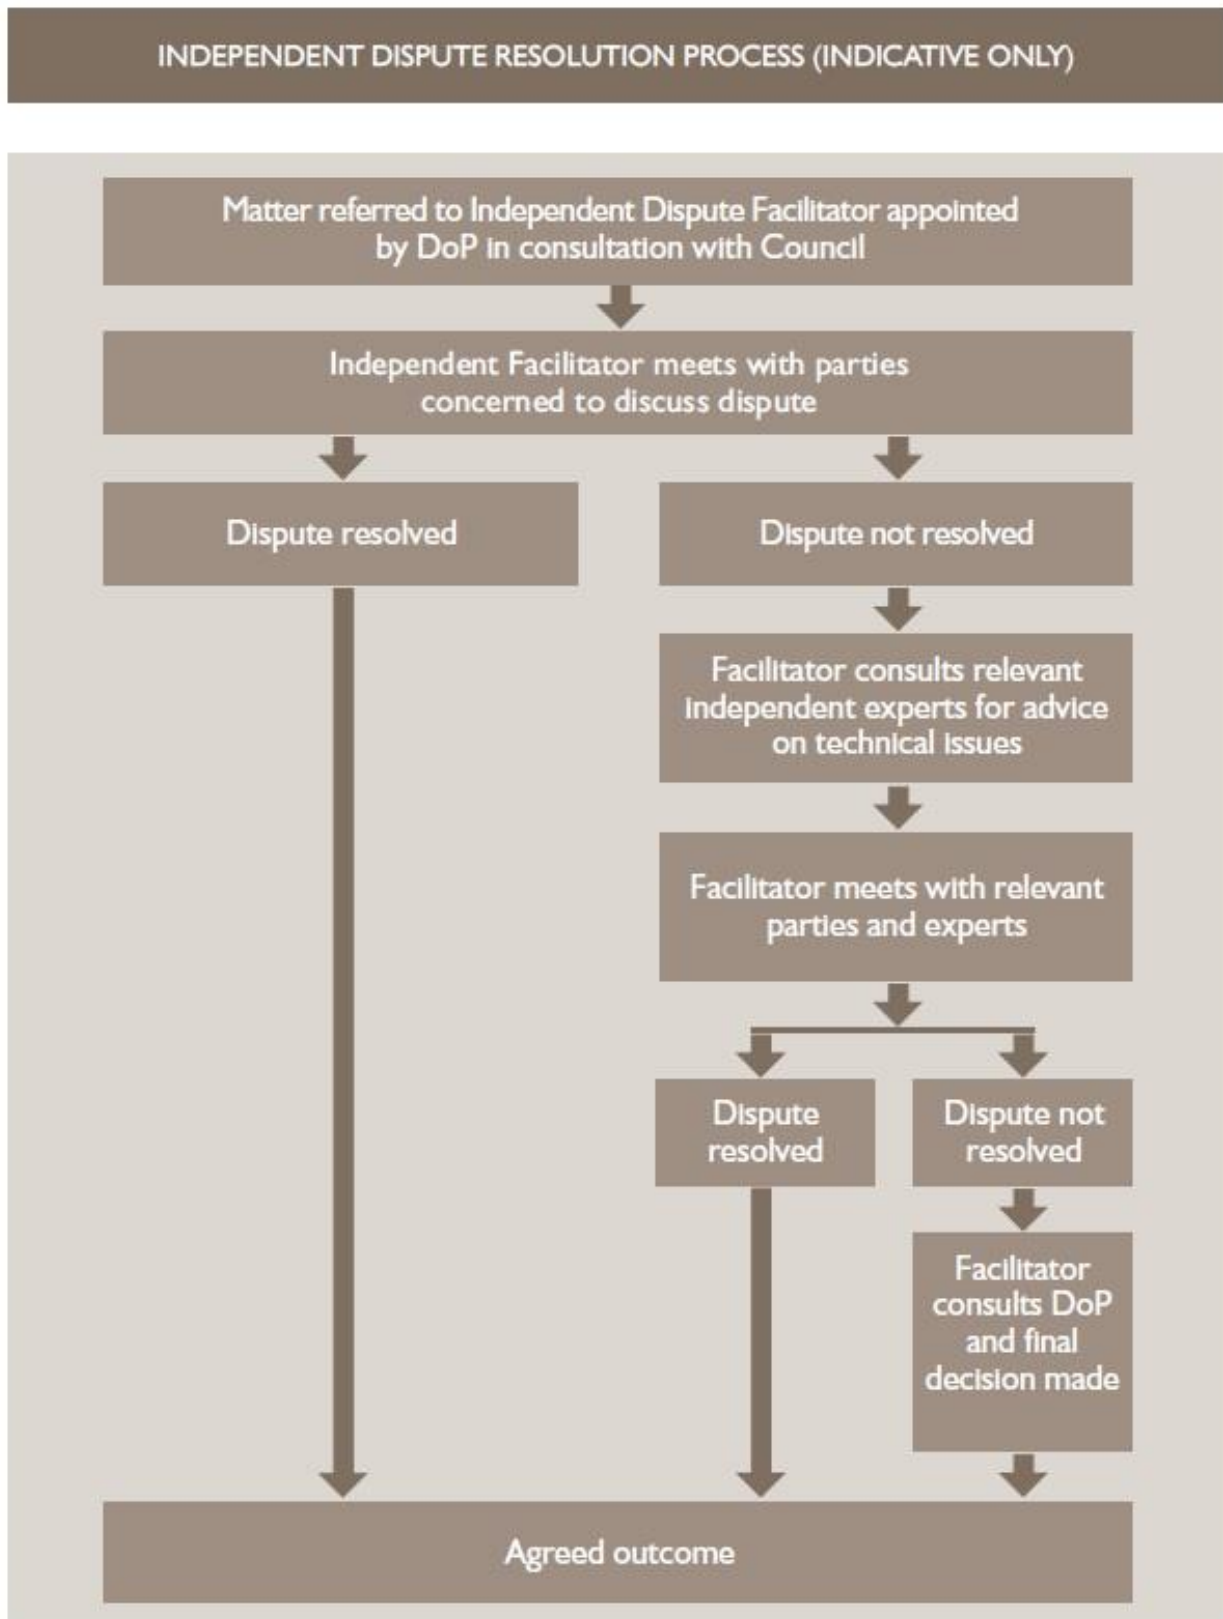 INDEPENDENT DISPUTE RESOLUTION PROCESS (INDICATIVE ONLY)
Matter referred to Independent Dispute Facilitator appointed
by DoP in consultation with Council
Independent Facilitator meets with parties
concerned to discuss dispute
Dispute resolved
Dispute not resolved
Facilitator consults relevant
independent experts for advice
on technical issues
Facilitator meets with relevant
parties and experts
Dispute
resolved
Dispute not
resolved
Facilitator
consults DoP
and final
decision made
Agreed outcome